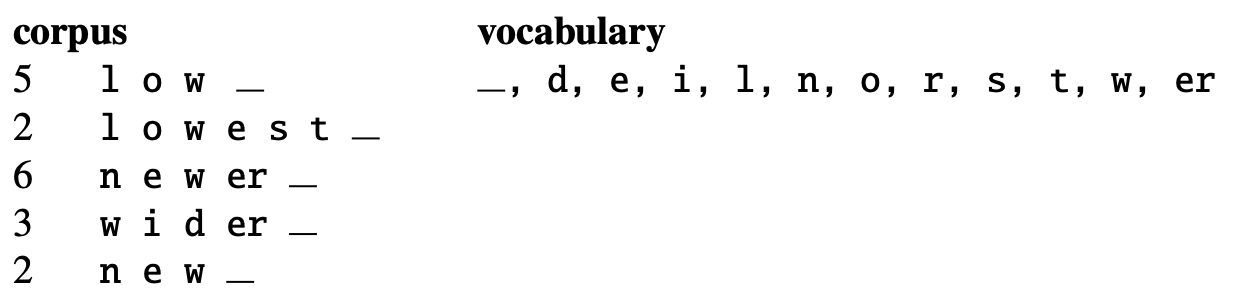 corpus vocabulary
5 l o w _ _, d, e, i, l, n, o, r, s, t, w, er
2 l o w e s t _
6 n e w er _
3 w i d er _
2 n e w _